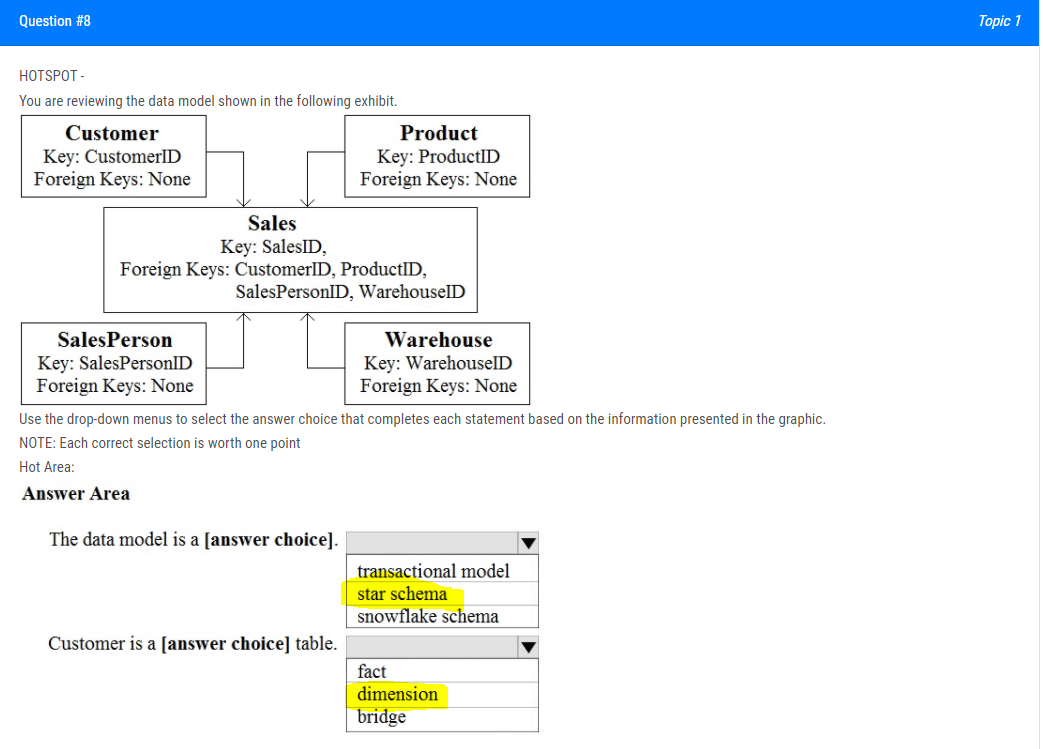 Question #8
Topic 1
HOTSPOT -
You are reviewing the data model shown in the following exhibit.
Customer
Key: CustomerID
Foreign Keys: None
Product
Key: ProductID
Foreign Keys: None
Sales
Key: SalesID,
Foreign Keys: CustomerID, ProductID,
SalesPersonID, WarehouseID
SalesPerson
Key: SalesPersonID
Foreign Keys: None
Warehouse
Key: WarehouseID
Foreign Keys: None
Use the drop-down menus to select the answer choice that completes each statement based on the information presented in the graphic.
NOTE: Each correct selection is worth one point
Hot Area:
Answer Area
The data model is a [answer choice].
transactional model
star schema
snowflake schema
Customer is a [answer choice] table.
fact
dimension
bridge